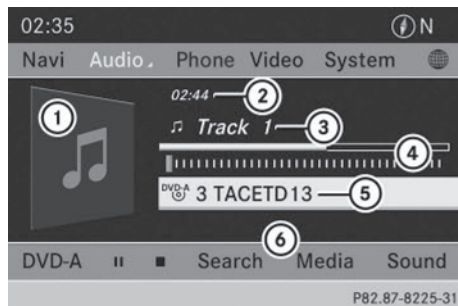 02:35 N
Navi Audio Phone Video System
1 02:44 2
Track 1 3
4
DVD-A 3 TACETD13 5
6
DVD-A Search Media Sound
P82.87-8225-31